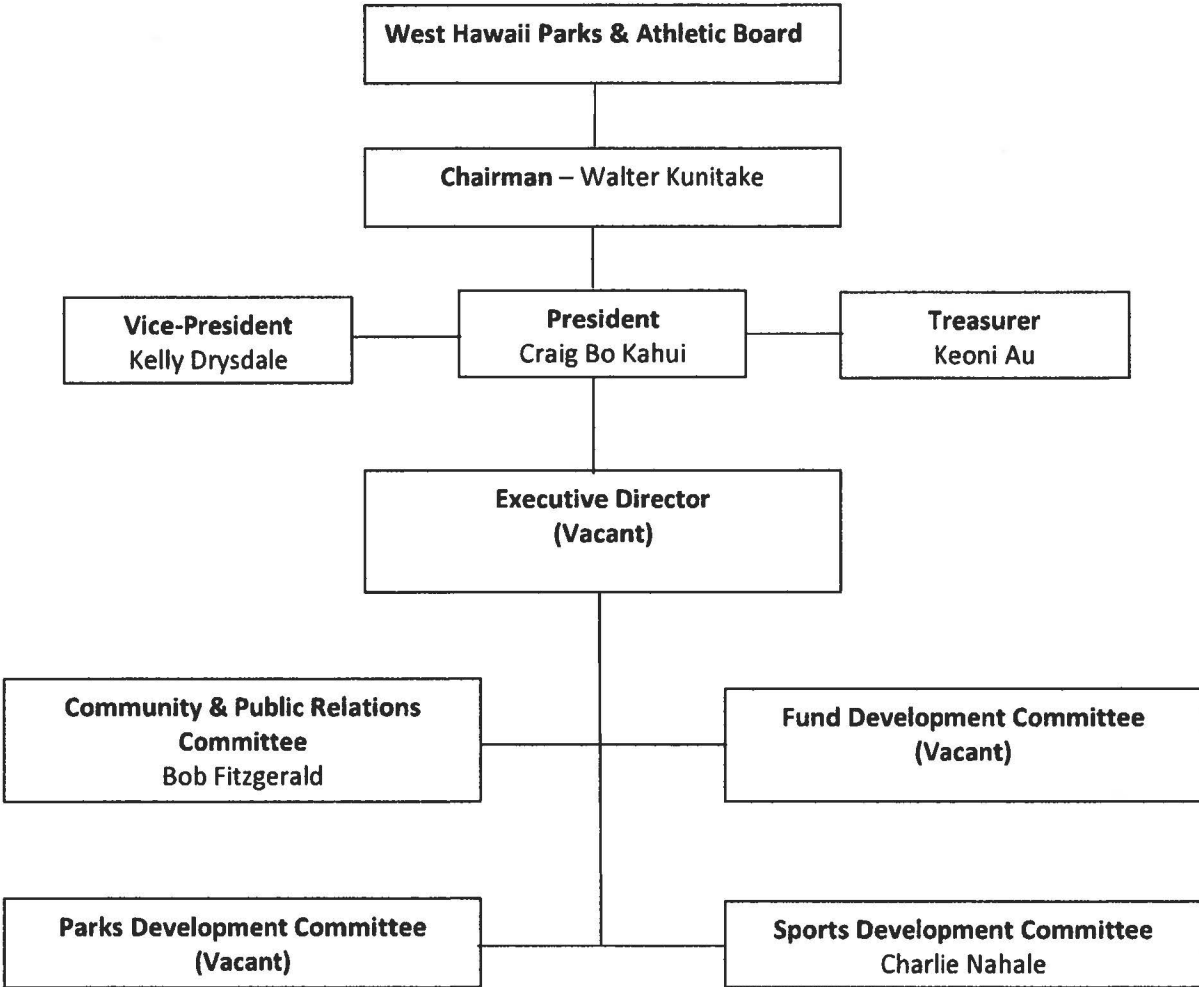 West Hawaii Parks & Athletic Board
Chairman – Walter Kunitake
Vice-President
Kelly Drysdale
President
Craig Bo Kahui
Treasurer
Keoni Au
Executive Director
(Vacant)
Community & Public Relations
Committee
Bob Fitzgerald
Fund Development Committee
(Vacant)
Parks Development Committee
(Vacant)
Sports Development Committee
Charlie Nahale